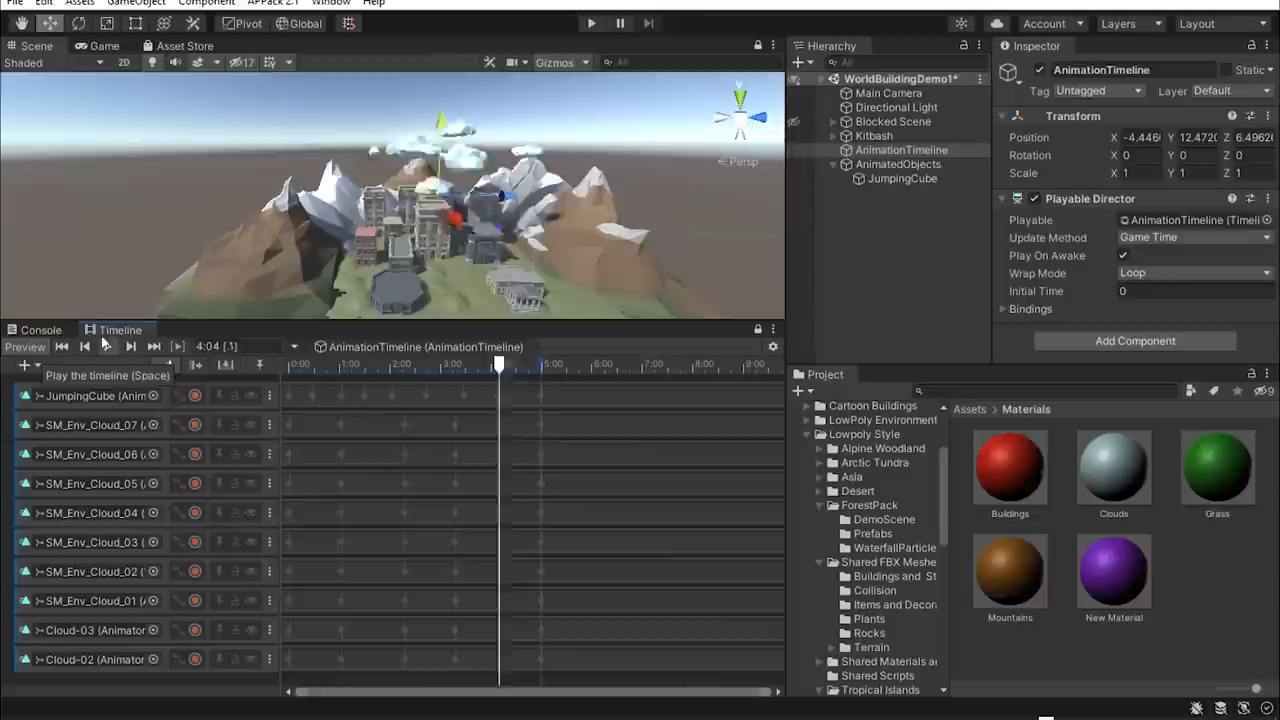 File Edit Assets GameObject Component APPack 2.1 Window Help
Pivot Global Account Layers Layout
Scene Game Asset Store
Shaded 2D 17 Gizmos All
Persp
Console Timeline
Preview 4:04 [.1] AnimationTimeline (AnimationTimeline)
0:00 1:00 2:00 3:00 5:00 6:00 7:00 8:00 9:00
Play the timeline (Space)
JumpingCube (Anim
SM_Env_Cloud_07 (
SM_Env_Cloud_06 (
SM_Env_Cloud_05 (
SM_Env_Cloud_04 (
SM_Env_Cloud_03 (
SM_Env_Cloud_02 (
SM_Env_Cloud_01 (
Cloud-03 (Animator
Cloud-02 (Animator
Hierarchy
All
WorldBuildingDemo1*
Main Camera
Directional Light
Blocked Scene
Kitbash
AnimationTimeline
AnimatedObjects
JumpingCube
Inspector
AnimationTimeline Static
Tag Untagged Layer Default
Transform
Position X -4.446 Y 12.472 Z 6.4962
Rotation X 0 Y 0 Z 0
Scale X 1 Y 1 Z 1
Playable Director
Playable AnimationTimeline (Timeli
Update Method Game Time
Play On Awake
Wrap Mode Loop
Initial Time 0
Bindings
Add Component
Project
9
Cartoon Buildings
LowPoly Environment
Lowpoly Style
Alpine Woodland
Arctic Tundra
Asia
Desert
ForestPack
DemoScene
Prefabs
WaterfallParticle
Shared FBX Meshe
Buildings and St
Collision
Items and Decor
Plants
Rocks
Terrain
Shared Materials a
Shared Scripts
Tropical Islands
Assets > Materials
Buildings Clouds Grass
Mountains New Material